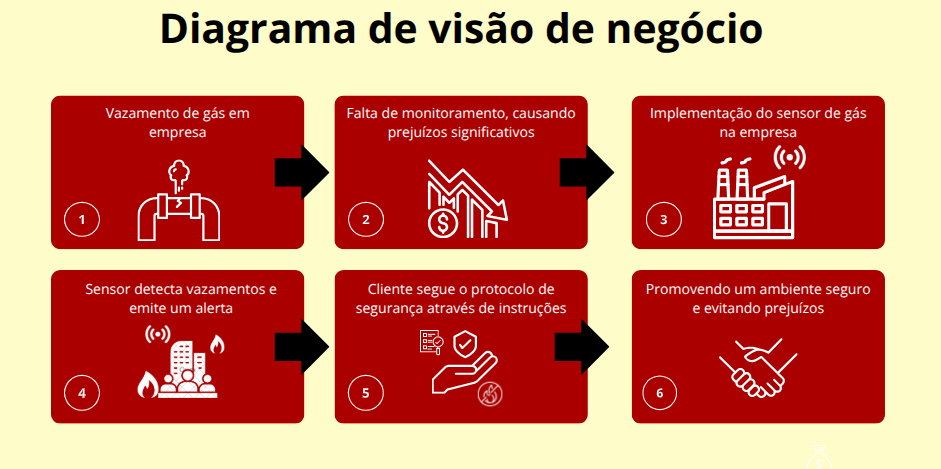 Diagrama de visão de negócio
Vazamento de gás em
empresa
1
Falta de monitoramento, causando
prejuízos significativos
$
2
Implementação do sensor de gás
na empresa
3
Sensor detecta vazamentos e
emite um alerta
4
Cliente segue o protocolo de
segurança através de instruções
5
Promovendo um ambiente seguro
e evitando prejuízos
6